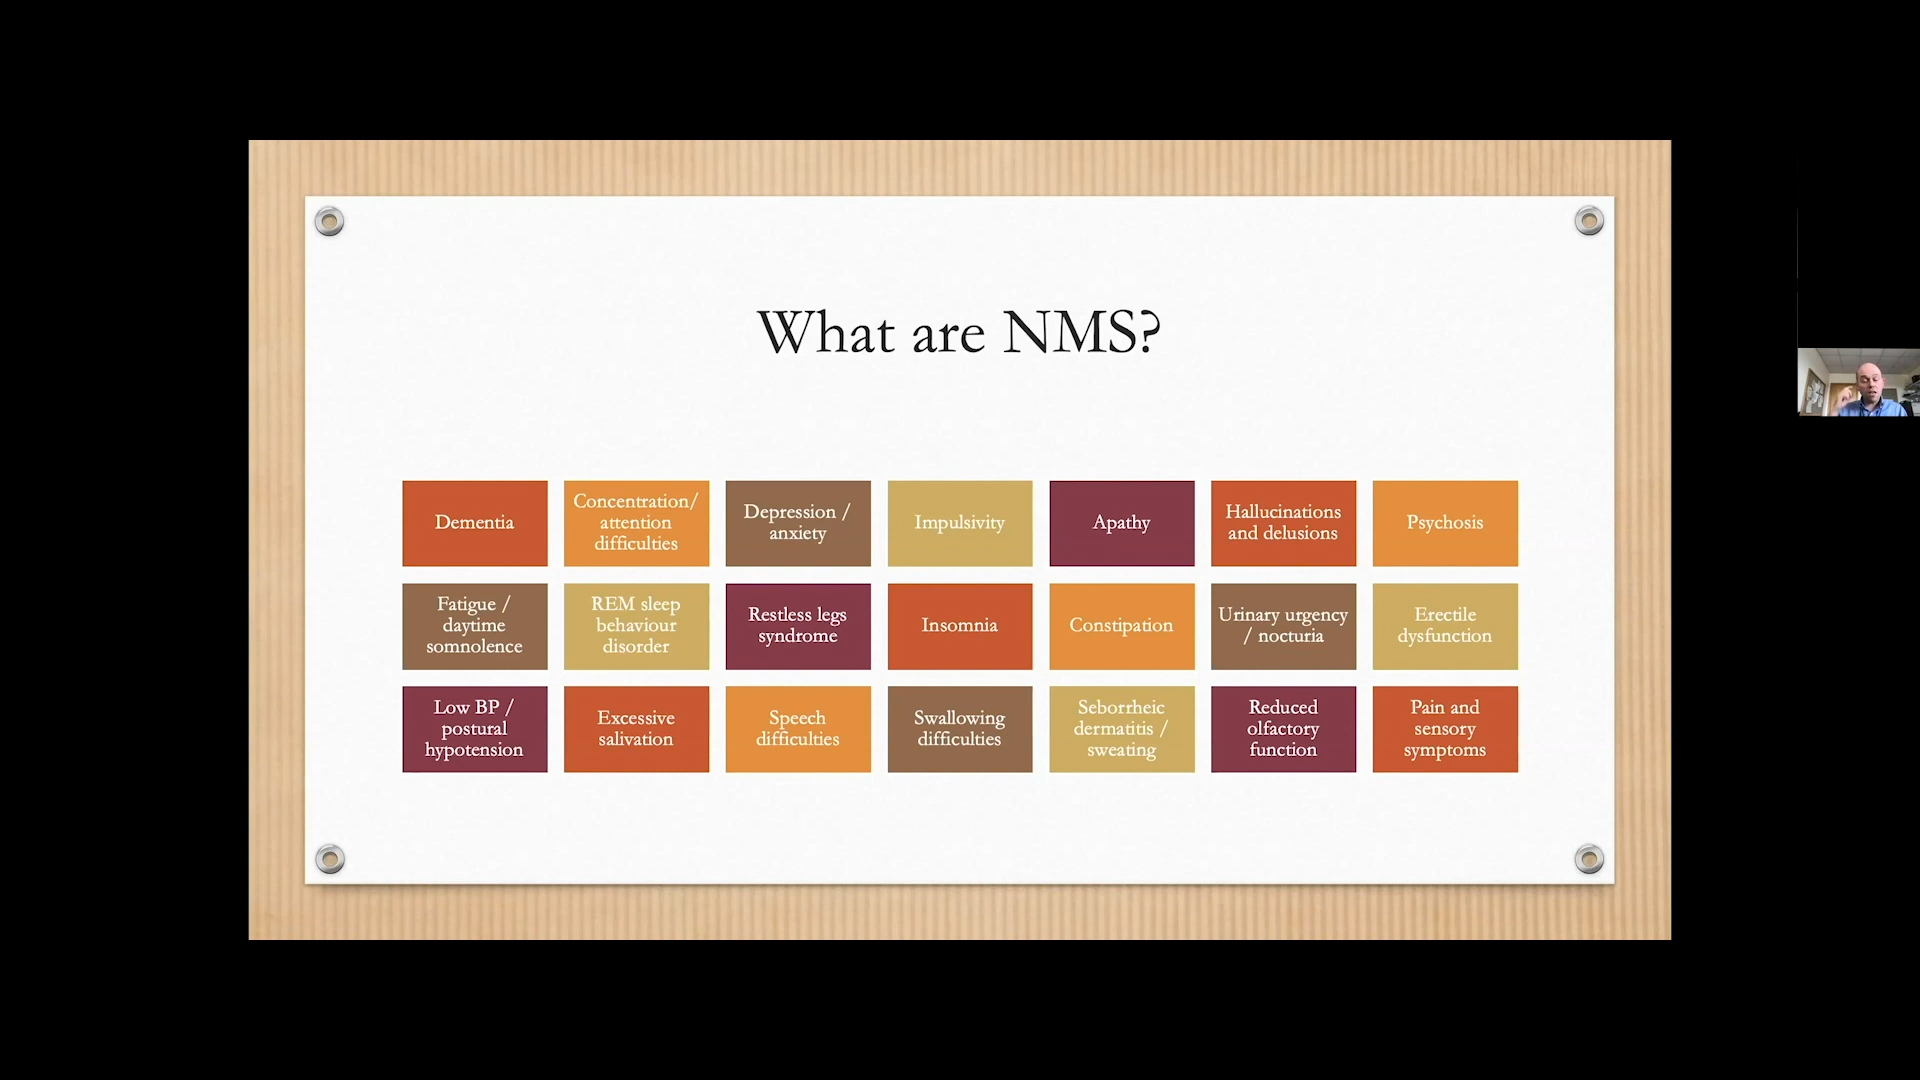 What are NMS?
Dementia
Concentration/
attention
difficulties
Depression /
anxiety
Impulsivity
Apathy
Hallucinations
and delusions
Psychosis
Fatigue /
daytime
somnolence
REM sleep
behaviour
disorder
Restless legs
syndrome
Insomnia
Constipation
Urinary urgency
/ nocturia
Erectile
dysfunction
Low BP /
postural
hypotension
Excessive
salivation
Speech
difficulties
Swallowing
difficulties
Seborrheic
dermatitis /
sweating
Reduced
olfactory
function
Pain and
sensory
symptoms